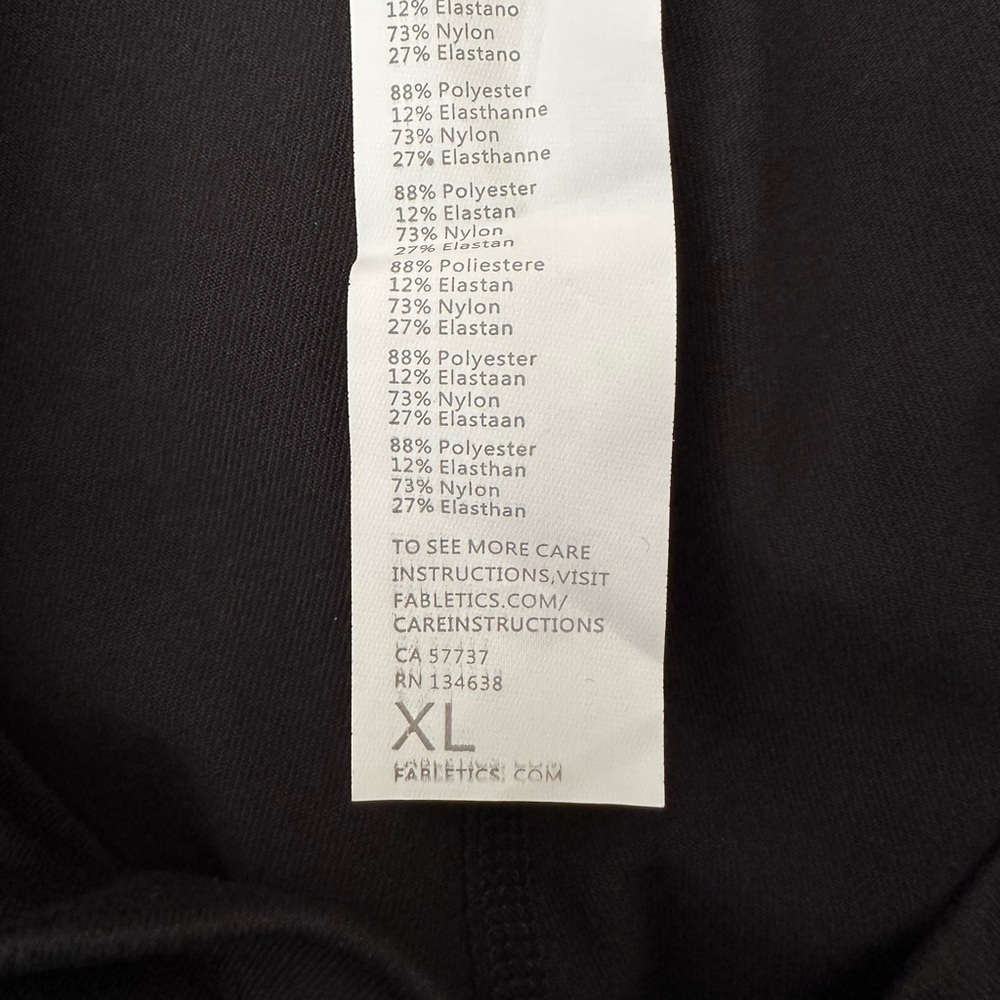 12% Elastano
73% Nylon
27% Elastano
88% Polyester
12% Elasthanne
73% Nylon
27% Elasthanne
88% Polyester
12% Elastan
73% Nylon
27% Elastan
88% Poliestere
12% Elastan
73% Nylon
27% Elastan
88% Polyester
12% Elastaan
73% Nylon
27% Elastaan
88% Polyester
12% Elasthan
73% Nylon
27% Elasthan
TO SEE MORE CARE
INSTRUCTIONS,VISIT
FABLETICS.COM/
CAREINSTRUCTIONS
CA 57737
RN 134638
XL
FABLETICS. COM